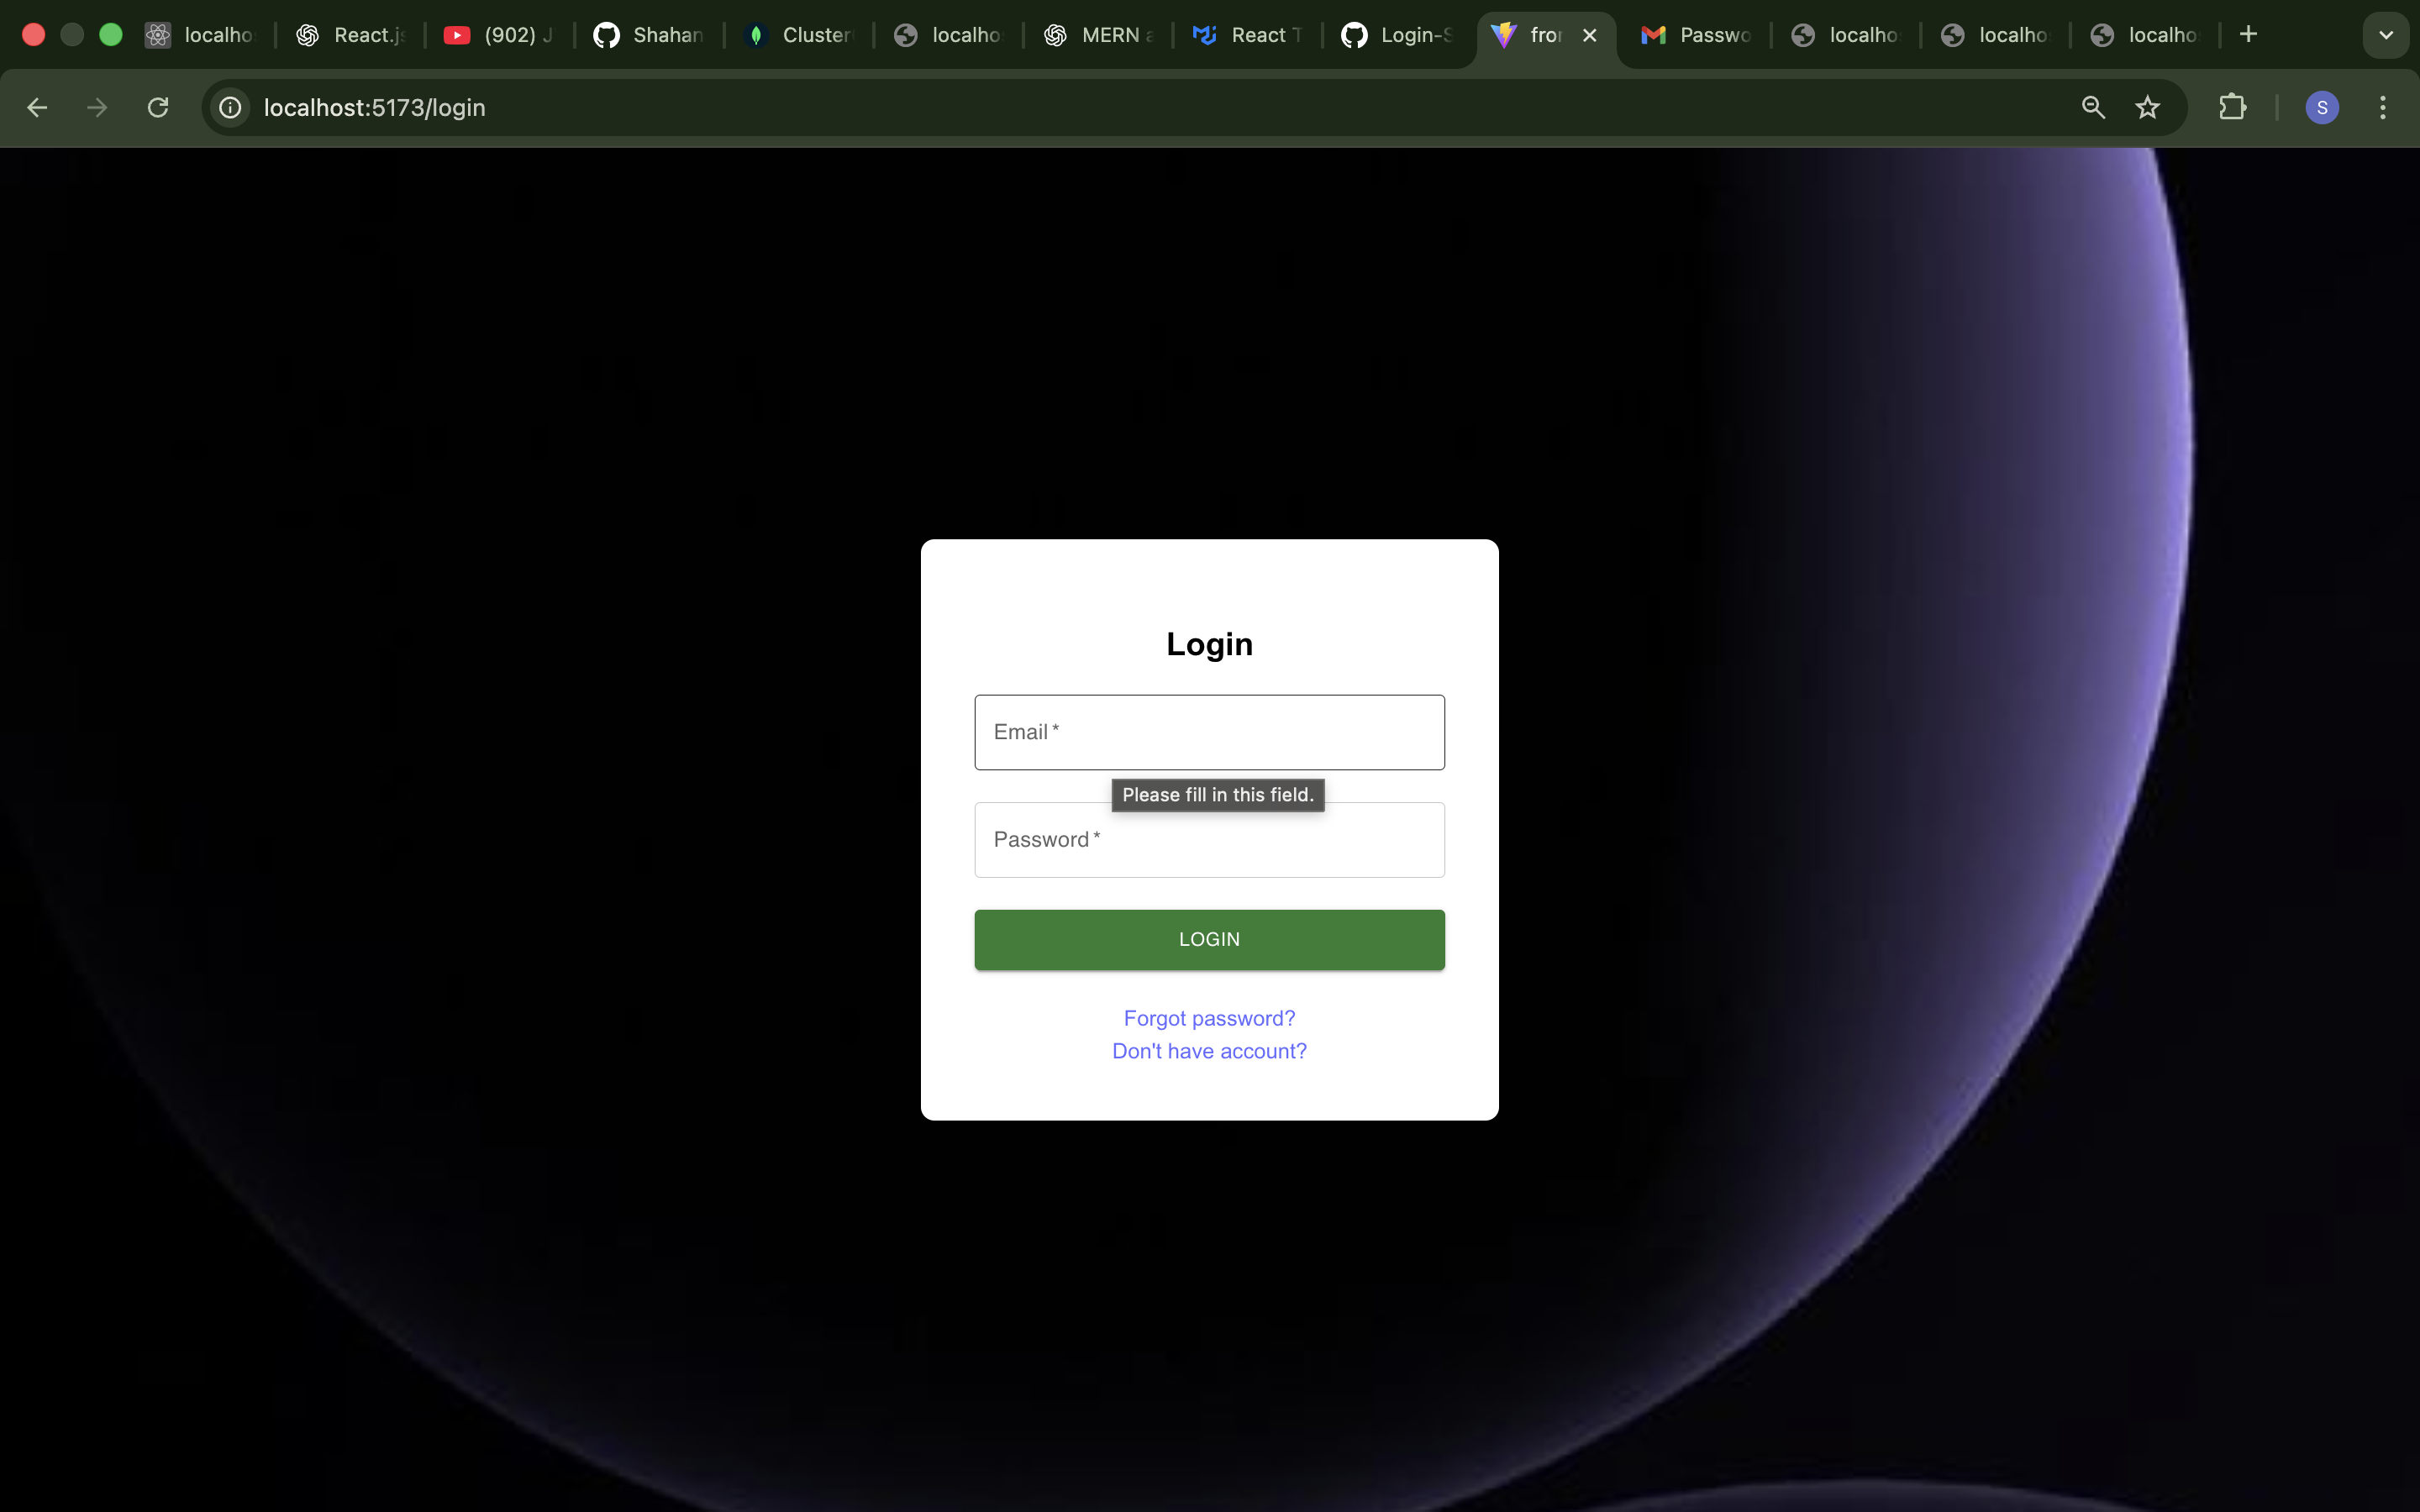 localho
React.js
(902) J
Shahan
Cluster
localho
MERN a
React T
Login-S
fror
Passwo
localho
localho
localho
localhost:5173/login
S
Login
Email *
Please fill in this field.
Password *
LOGIN
Forgot password?
Don't have account?